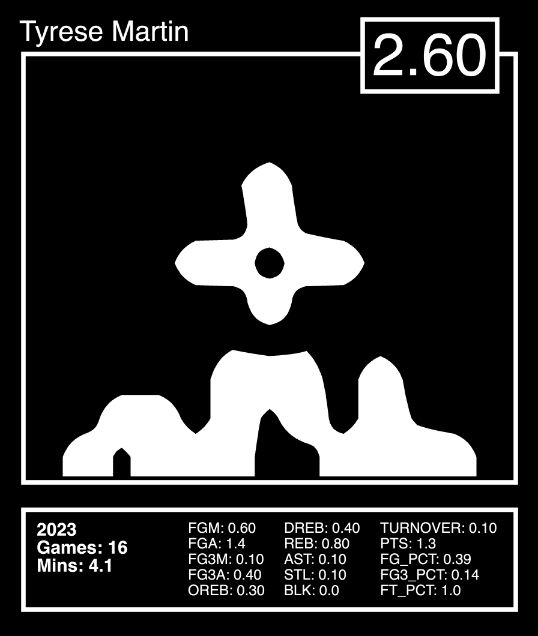 Tyrese Martin
2.60
2023
Games: 16
Mins: 4.1
FGM: 0.60
FGA: 1.4
FG3M: 0.10
FG3A: 0.40
OREB: 0.30
DREB: 0.40
REB: 0.80
AST: 0.10
STL: 0.10
BLK: 0.0
TURNOVER: 0.10
PTS: 1.3
FG_PCT: 0.39
FG3_PCT: 0.14
FT_PCT: 1.0